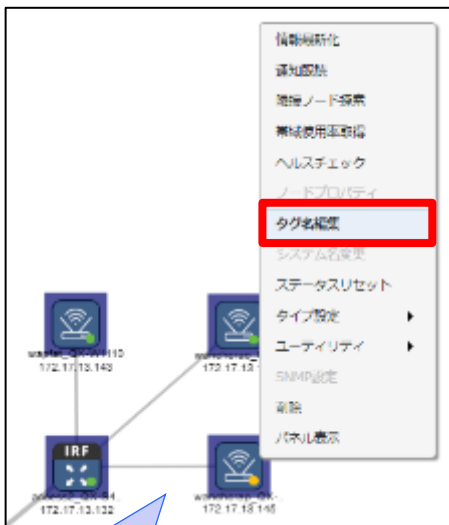 情報最新化
通知解除
隣接ノード探索
帯域使用率取得
ヘルスチェック
ノードプロパティ
タグ名編集
システム名変更
ステータスリセット
タイプ設定
ユーティリティ
SNMP設定
削除
パネル表示
172.17.13.143
172.17.13
IRF
172.17.13.132
172.17.13.145